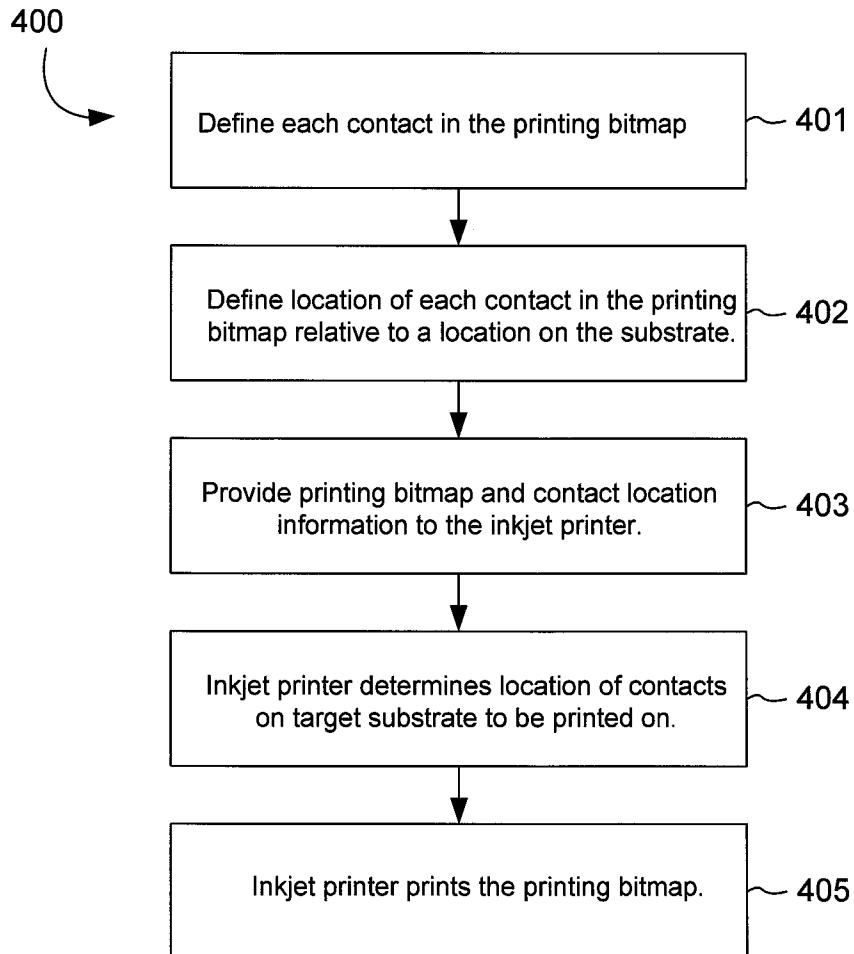 400
Define each contact in the printing bitmap
401
Define location of each contact in the printing
bitmap relative to a location on the substrate.
402
Provide printing bitmap and contact location
information to the inkjet printer.
403
Inkjet printer determines location of contacts
on target substrate to be printed on.
404
Inkjet printer prints the printing bitmap.
405